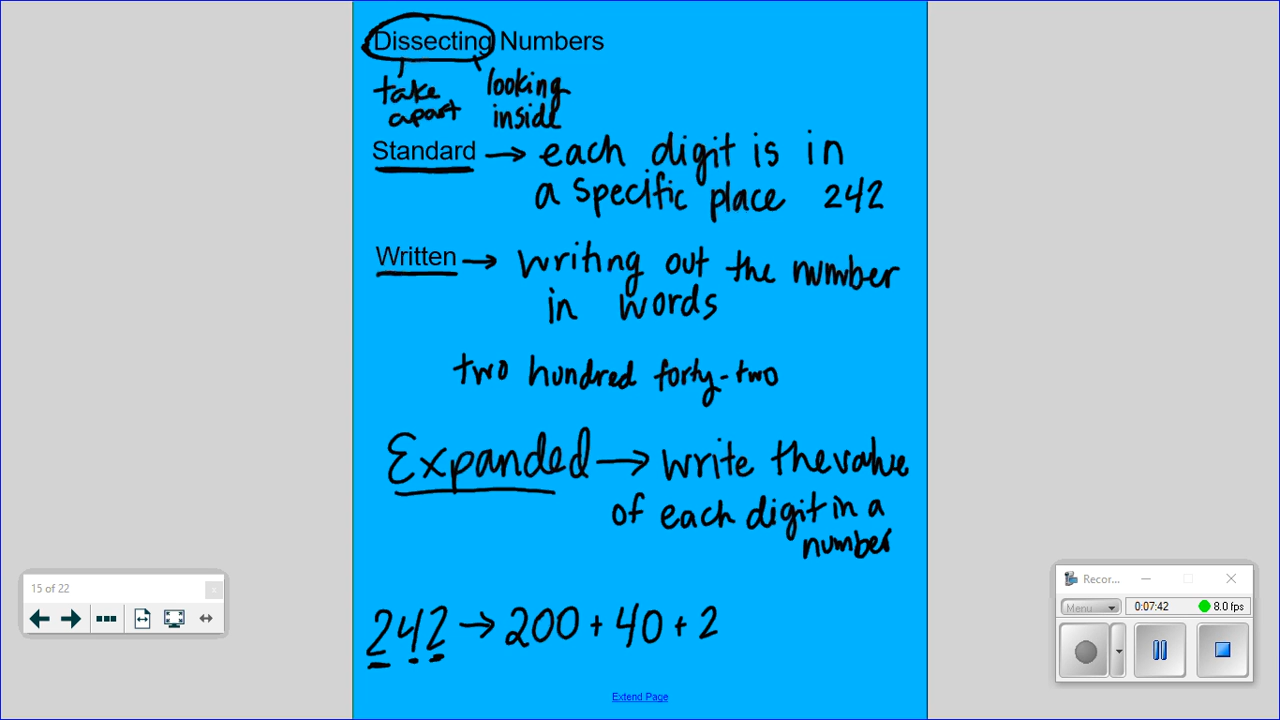 Dissecting Numbers
take apart
looking inside
Standard → each digit is in
a specific place 242
Written → writing out the number
in words
two hundred forty-two
Expanded → write the value
of each digit in a
number
242 → 200 + 40 + 2
Extend Page
15 of 22
Recor...
Menu
0:07:42
8.0 fps